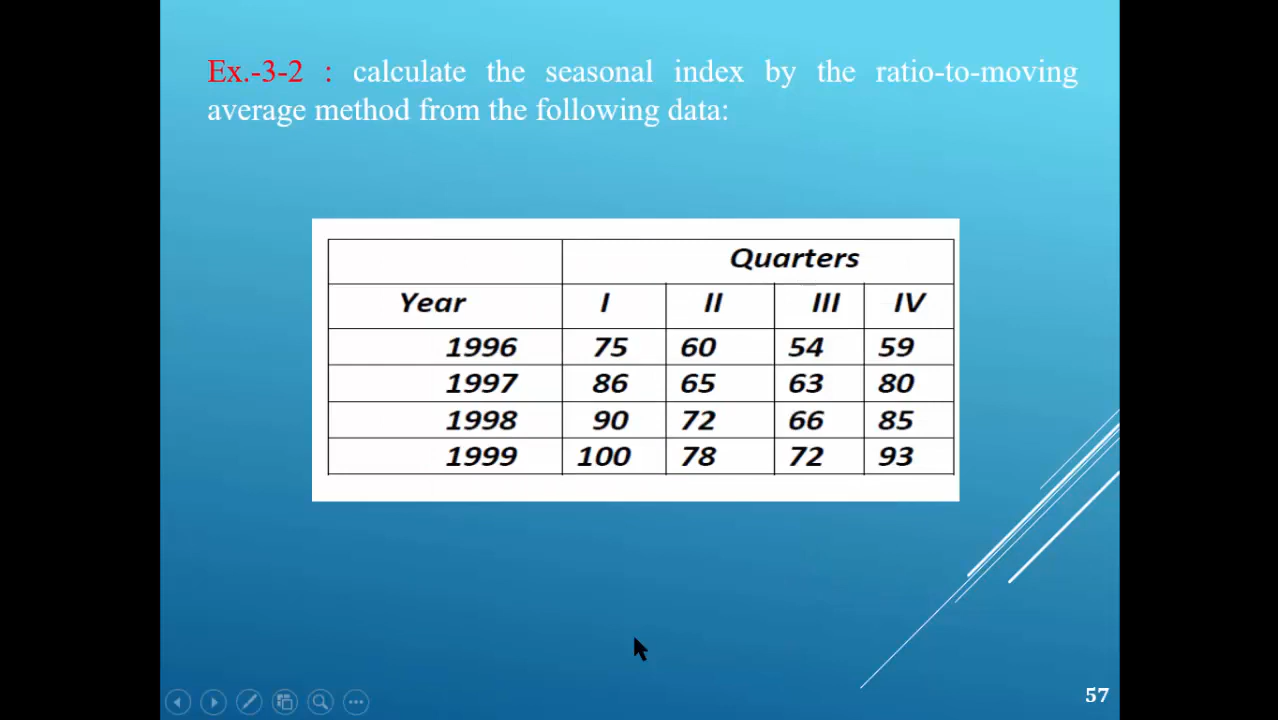 Ex.-3-2 : calculate the seasonal index by the ratio-to-moving
average method from the following data:
Quarters
Year I II III IV
1996 75 60 54 59
1997 86 65 63 80
1998 90 72 66 85
1999 100 78 72 93
57